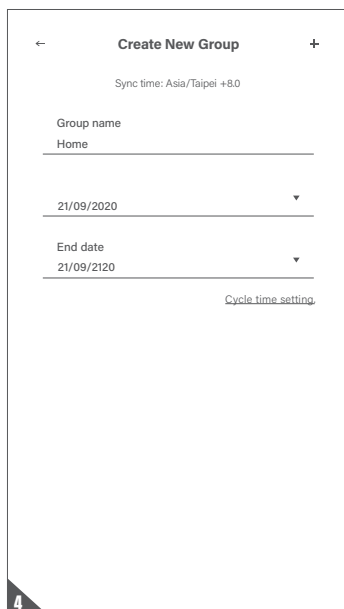 ← Create New Group +
Sync time: Asia/Taipei +8.0
Group name
Home
21/09/2020 ▼
End date
21/09/2120 ▼
Cycle time setting.
4